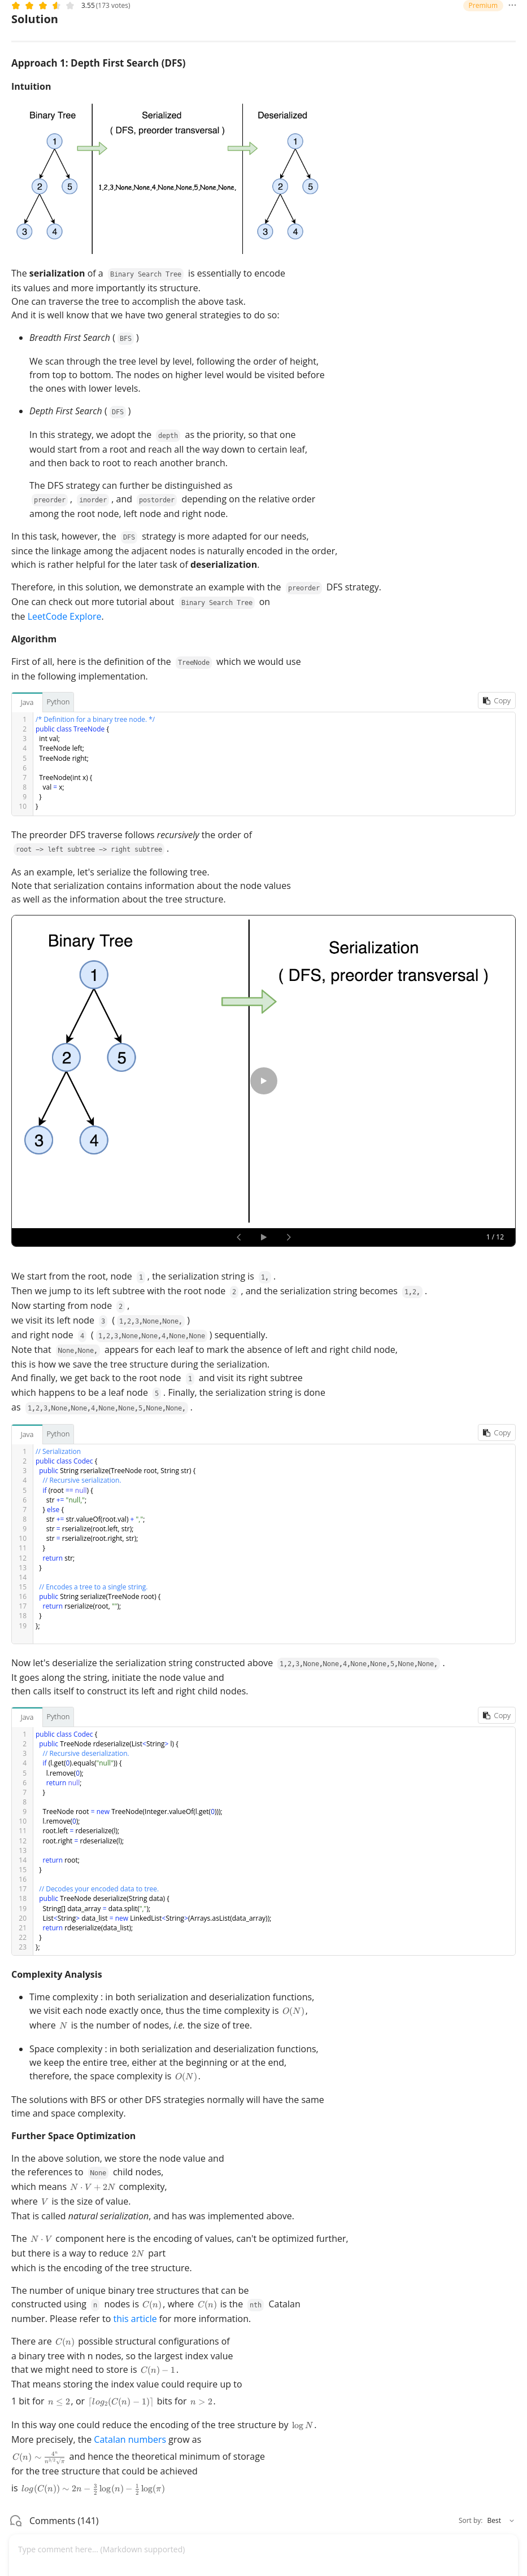 3.55 (173 votes)
Premium
Solution
Approach 1: Depth First Search (DFS)
Intuition
Binary Tree
Serialized
( DFS, preorder transversal )
Deserialized
1
2
5
3
4
1,2,3,None,None,4,None,None,5,None,None,
1
2
5
3
4
The serialization of a Binary Search Tree is essentially to encode
its values and more importantly its structure.
One can traverse the tree to accomplish the above task.
And it is well know that we have two general strategies to do so:
• Breadth First Search ( BFS )
We scan through the tree level by level, following the order of height,
from top to bottom. The nodes on higher level would be visited before
the ones with lower levels.
• Depth First Search ( DFS )
In this strategy, we adopt the depth as the priority, so that one
would start from a root and reach all the way down to certain leaf,
and then back to root to reach another branch.
The DFS strategy can further be distinguished as
preorder , inorder , and postorder depending on the relative order
among the root node, left node and right node.
In this task, however, the DFS strategy is more adapted for our needs,
since the linkage among the adjacent nodes is naturally encoded in the order,
which is rather helpful for the later task of deserialization.
Therefore, in this solution, we demonstrate an example with the preorder DFS strategy.
One can check out more tutorial about Binary Search Tree on
the LeetCode Explore.
Algorithm
First of all, here is the definition of the TreeNode which we would use
in the following implementation.
Java Python Copy
1 /* Definition for a binary tree node. */
2 public class TreeNode {
3 int val;
4 TreeNode left;
5 TreeNode right;
6
7 TreeNode(int x) {
8 val = x;
9 }
10 }
The preorder DFS traverse follows recursively the order of
root –> left subtree –> right subtree .
As an example, let's serialize the following tree.
Note that serialization contains information about the node values
as well as the information about the tree structure.
Binary Tree
Serialization
( DFS, preorder transversal )
1
2
5
3
4
1 / 12
We start from the root, node 1 , the serialization string is 1, .
Then we jump to its left subtree with the root node 2 , and the serialization string becomes 1,2, .
Now starting from node 2 ,
we visit its left node 3 ( 1,2,3,None,None, )
and right node 4 ( 1,2,3,None,None,4,None,None ) sequentially.
Note that None,None, appears for each leaf to mark the absence of left and right child node,
this is how we save the tree structure during the serialization.
And finally, we get back to the root node 1 and visit its right subtree
which happens to be a leaf node 5 . Finally, the serialization string is done
as 1,2,3,None,None,4,None,None,5,None,None, .
Java Python Copy
1 // Serialization
2 public class Codec {
3 public String rserialize(TreeNode root, String str) {
4 // Recursive serialization.
5 if (root == null) {
6 str += "null,";
7 } else {
8 str += str.valueOf(root.val) + ",";
9 str = rserialize(root.left, str);
10 str = rserialize(root.right, str);
11 }
12 return str;
13 }
14
15 // Encodes a tree to a single string.
16 public String serialize(TreeNode root) {
17 return rserialize(root, "");
18 }
19 };
Now let's deserialize the serialization string constructed above 1,2,3,None,None,4,None,None,5,None,None, .
It goes along the string, initiate the node value and
then calls itself to construct its left and right child nodes.
Java Python Copy
1 public class Codec {
2 public TreeNode rdeserialize(List<String> l) {
3 // Recursive deserialization.
4 if (l.get(0).equals("null")) {
5 l.remove(0);
6 return null;
7 }
8
9 TreeNode root = new TreeNode(Integer.valueOf(l.get(0)));
10 l.remove(0);
11 root.left = rdeserialize(l);
12 root.right = rdeserialize(l);
13
14 return root;
15 }
16
17 // Decodes your encoded data to tree.
18 public TreeNode deserialize(String data) {
19 String[] data_array = data.split(",");
20 List<String> data_list = new LinkedList<String>(Arrays.asList(data_array));
21 return rdeserialize(data_list);
22 }
23 };
Complexity Analysis
• Time complexity : in both serialization and deserialization functions,
we visit each node exactly once, thus the time complexity is O(N),
where N is the number of nodes, i.e. the size of tree.
• Space complexity : in both serialization and deserialization functions,
we keep the entire tree, either at the beginning or at the end,
therefore, the space complexity is O(N).
The solutions with BFS or other DFS strategies normally will have the same
time and space complexity.
Further Space Optimization
In the above solution, we store the node value and
the references to None child nodes,
which means N · V + 2N complexity,
where V is the size of value.
That is called natural serialization, and has was implemented above.
The N · V component here is the encoding of values, can't be optimized further,
but there is a way to reduce 2N part
which is the encoding of the tree structure.
The number of unique binary tree structures that can be
constructed using n nodes is C(n), where C(n) is the nth Catalan
number. Please refer to this article for more information.
There are C(n) possible structural configurations of
a binary tree with n nodes, so the largest index value
that we might need to store is C(n) − 1.
That means storing the index value could require up to
1 bit for n ≤ 2, or ⌈log₂(C(n) − 1)⌉ bits for n > 2.
In this way one could reduce the encoding of the tree structure by log N.
More precisely, the Catalan numbers grow as
C(n) ∼ 4ⁿ/(n^{3/2}√π) and hence the theoretical minimum of storage
for the tree structure that could be achieved
is log(C(n)) ∼ 2n − 3/2 log(n) − 1/2 log(π)
Comments (141)
Sort by: Best
Type comment here... (Markdown supported)